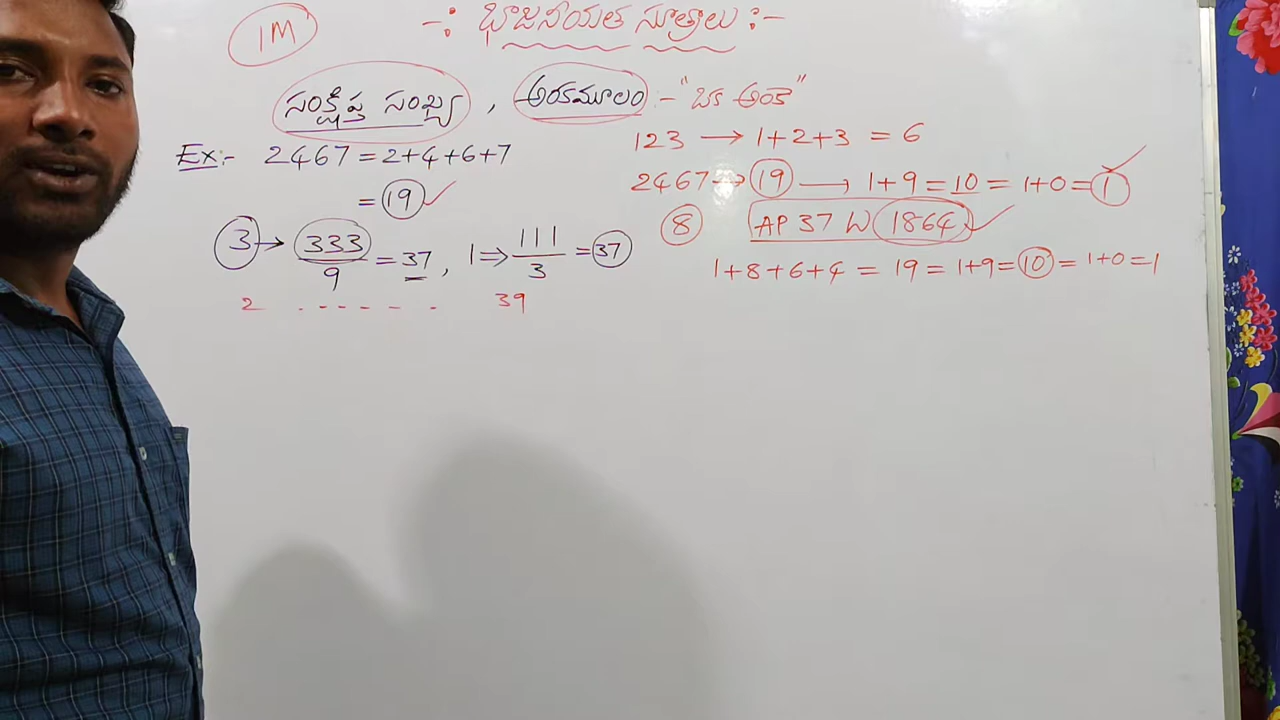 1M -: భాజనీయత సూత్రాలు :-
సంక్షిప్త సంఖ్య , అంకమూలం :- "ఒక అంకె"
Ex:- 2467 = 2+4+6+7
= 19 ✓
3 → 333/9 = 37 , 1 ⇒ 111/3 = 37
2 . - - - - - . 39
123 → 1+2+3 = 6
2467 → 19 → 1+9 = 10 = 1+0 = 1 ✓
8 AP 37 W 1864 ✓
1+8+6+4 = 19 = 1+9 = 10 = 1+0 = 1